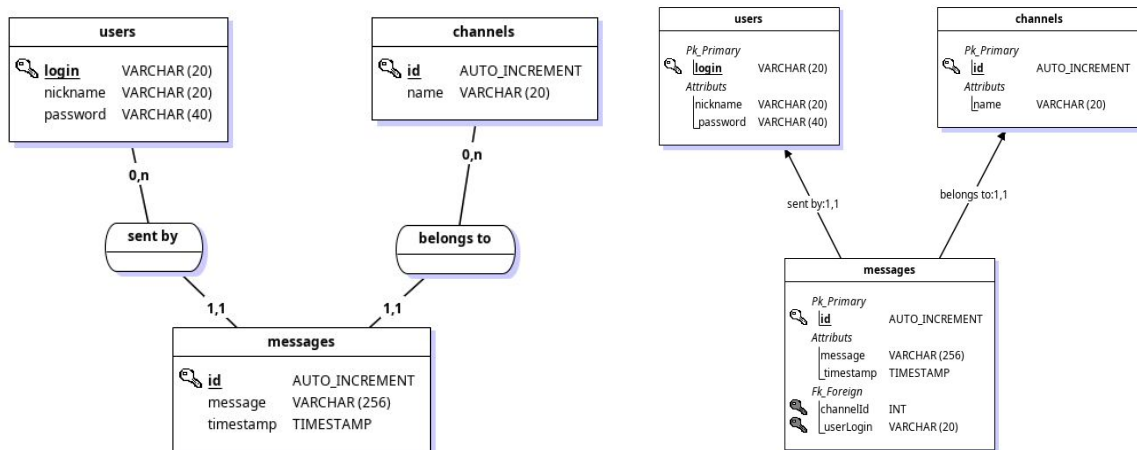 users
login VARCHAR (20)
nickname VARCHAR (20)
password VARCHAR (40)
channels
id AUTO_INCREMENT
name VARCHAR (20)
0,n
0,n
sent by
belongs to
1,1
1,1
messages
id AUTO_INCREMENT
message VARCHAR (256)
timestamp TIMESTAMP
users
Pk_Primary
login VARCHAR (20)
Attributs
nickname VARCHAR (20)
password VARCHAR (40)
channels
Pk_Primary
id AUTO_INCREMENT
Attributs
name VARCHAR (20)
sent by:1,1
belongs to:1,1
messages
Pk_Primary
id AUTO_INCREMENT
Attributs
message VARCHAR (256)
timestamp TIMESTAMP
Fk_Foreign
channelId INT
userLogin VARCHAR (20)